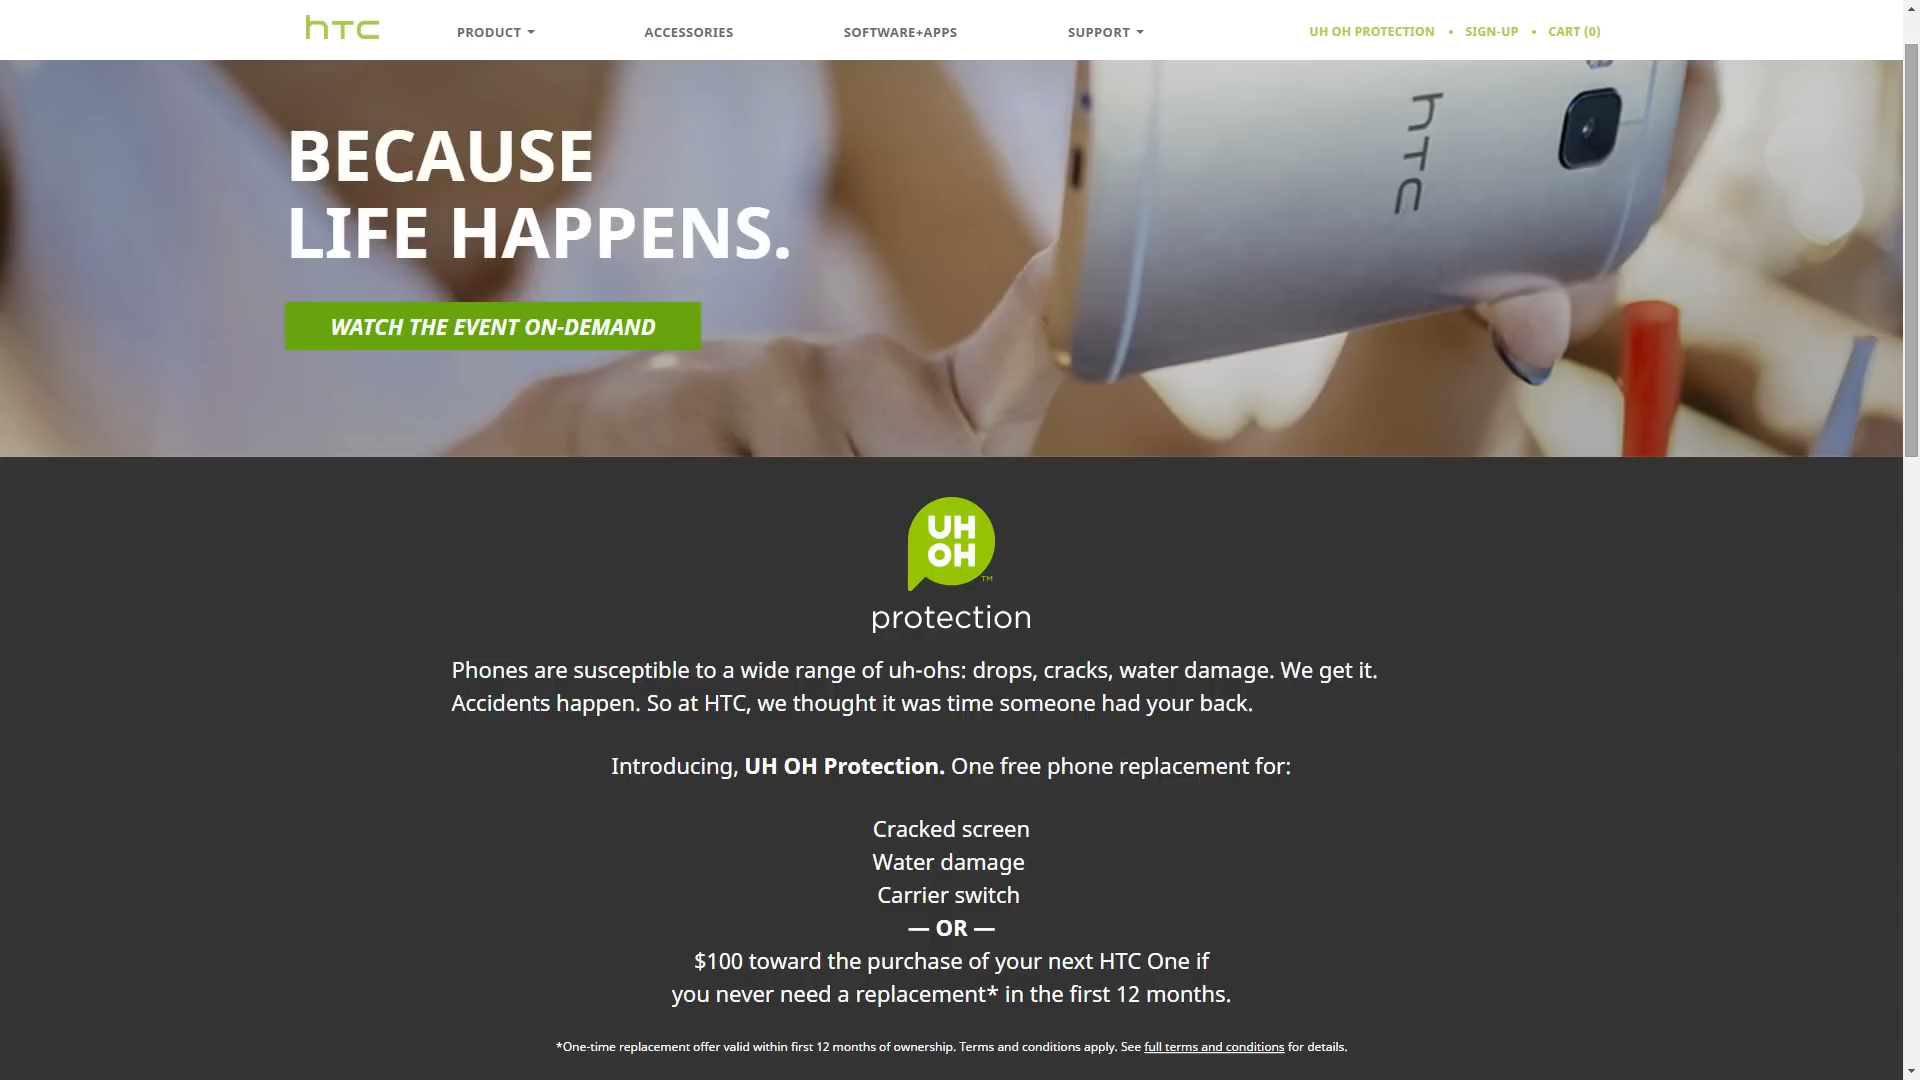 hTC
PRODUCT
ACCESSORIES
SOFTWARE+APPS
SUPPORT
UH OH PROTECTION • SIGN-UP • CART (0)
BECAUSE
LIFE HAPPENS.
WATCH THE EVENT ON-DEMAND
hTC
UH
OH
TM
protection
Phones are susceptible to a wide range of uh-ohs: drops, cracks, water damage. We get it.
Accidents happen. So at HTC, we thought it was time someone had your back.
Introducing, UH OH Protection. One free phone replacement for:
Cracked screen
Water damage
Carrier switch
— OR —
$100 toward the purchase of your next HTC One if
you never need a replacement* in the first 12 months.
*One-time replacement offer valid within first 12 months of ownership. Terms and conditions apply. See full terms and conditions for details.